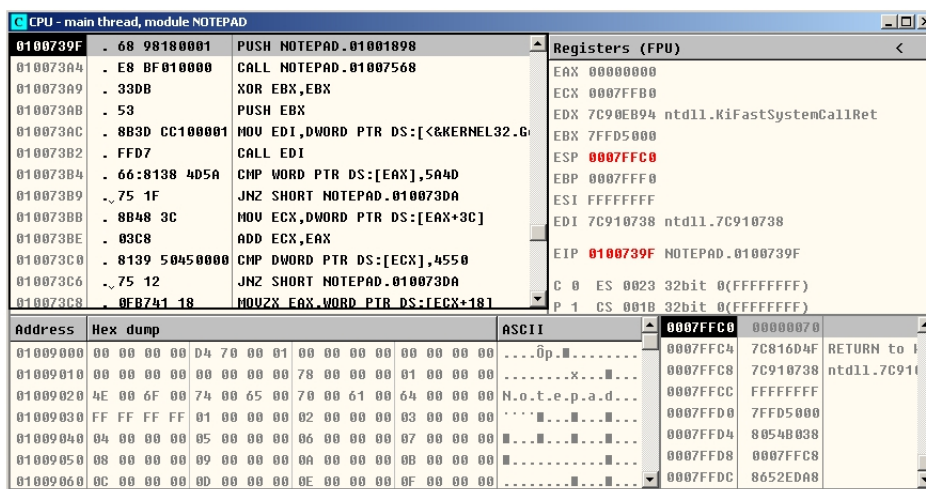 C CPU - main thread, module NOTEPAD
0100739F . 68 98180001 PUSH NOTEPAD.01001898
010073A4 . E8 BF010000 CALL NOTEPAD.01007568
010073A9 . 33DB XOR EBX,EBX
010073AB . 53 PUSH EBX
010073AC . 8B3D CC100001 MOV EDI,DWORD PTR DS:[<&KERNEL32.G
010073B2 . FFD7 CALL EDI
010073B4 . 66:8138 4D5A CMP WORD PTR DS:[EAX],5A4D
010073B9 . 75 1F JNZ SHORT NOTEPAD.010073DA
010073BB . 8B48 3C MOV ECX,DWORD PTR DS:[EAX+3C]
010073BE . 03C8 ADD ECX,EAX
010073C0 . 8139 50450000 CMP DWORD PTR DS:[ECX],4550
010073C6 . 75 12 JNZ SHORT NOTEPAD.010073DA
010073C8 . 0FB741 18 MOVZX EAX,WORD PTR DS:[ECX+18]
Registers (FPU) <
EAX 00000000
ECX 0007FFB0
EDX 7C90EB94 ntdll.KiFastSystemCallRet
EBX 7FFD5000
ESP 0007FFC0
EBP 0007FFF0
ESI FFFFFFFF
EDI 7C910738 ntdll.7C910738
EIP 0100739F NOTEPAD.0100739F
C 0 ES 0023 32bit 0(FFFFFFFF)
P 1 CS 001B 32bit 0(FFFFFFFF)
Address Hex dump ASCII
01009000 00 00 00 00 D4 70 00 01 00 00 00 00 00 00 00 00 ....Ôp.■........
01009010 00 00 00 00 00 00 00 00 78 00 00 00 01 00 00 00 ........x...■...
01009020 4E 00 6F 00 74 00 65 00 70 00 61 00 64 00 00 00 N.o.t.e.p.a.d...
01009030 FF FF FF FF 01 00 00 00 02 00 00 00 03 00 00 00 ■...■...■...
01009040 04 00 00 00 05 00 00 00 06 00 00 00 07 00 00 00 ■...■...■...■...
01009050 08 00 00 00 09 00 00 00 0A 00 00 00 0B 00 00 00 ■...........■...
01009060 0C 00 00 00 0D 00 00 00 0E 00 00 00 0F 00 00 00 ........■...■...
0007FFC0 00000070
0007FFC4 7C816D4F RETURN to
0007FFC8 7C910738 ntdll.7C91
0007FFCC FFFFFFFF
0007FFD0 7FFD5000
0007FFD4 8054B038
0007FFD8 0007FFC8
0007FFDC 8652EDA8